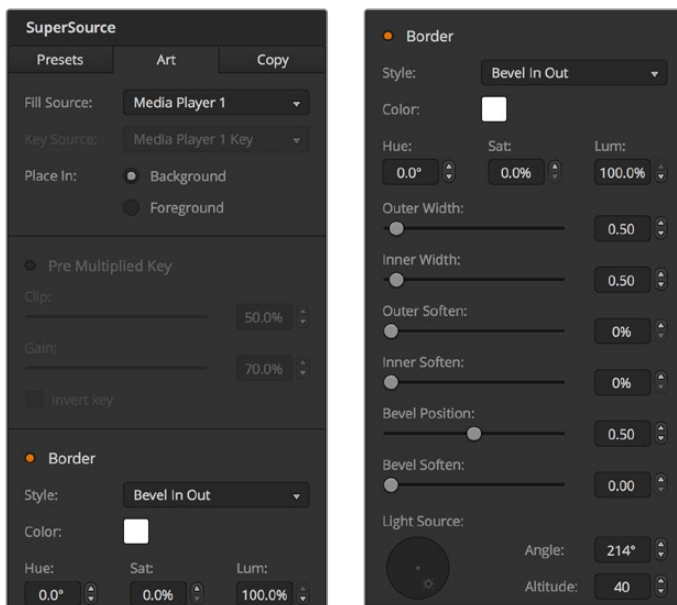 SuperSource
Presets Art Copy
Fill Source: Media Player 1
Key Source: Media Player 1 Key
Place In: Background
Foreground
Pre Multiplied Key
Clip:
50.0%
Gain:
70.0%
Invert key
Border
Style: Bevel In Out
Color:
Hue: Sat: Lum:
0.0° 0.0% 100.0%
Border
Style: Bevel In Out
Color:
Hue: Sat: Lum:
0.0° 0.0% 100.0%
Outer Width:
0.50
Inner Width:
0.50
Outer Soften:
0%
Inner Soften:
0%
Bevel Position:
0.50
Bevel Soften:
0.00
Light Source:
Angle: 214°
Altitude: 40